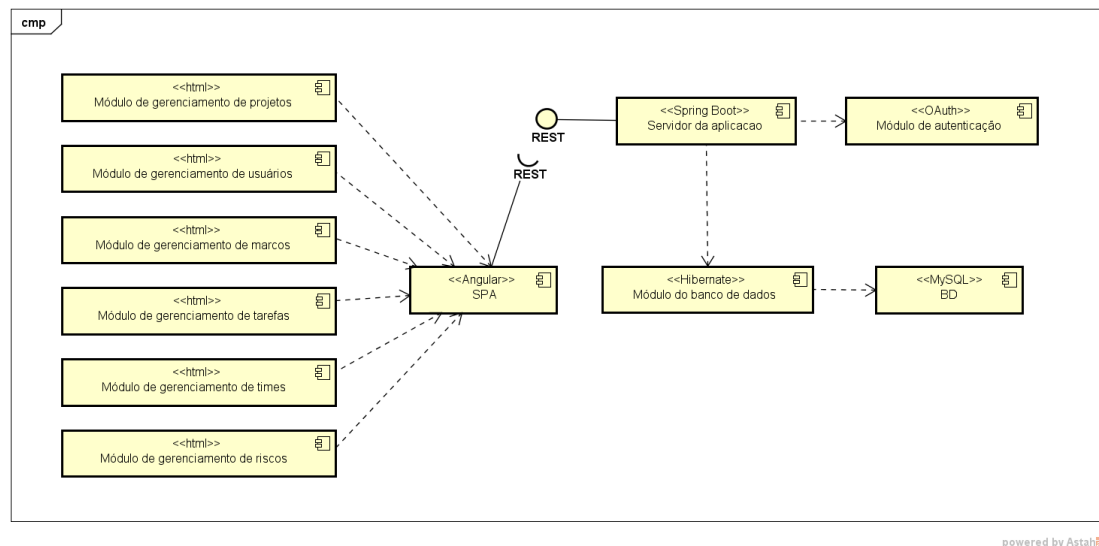 cmp
<<html>>
Módulo de gerenciamento de projetos
<<html>>
Módulo de gerenciamento de usuários
<<html>>
Módulo de gerenciamento de marcos
<<html>>
Módulo de gerenciamento de tarefas
<<html>>
Módulo de gerenciamento de times
<<html>>
Módulo de gerenciamento de riscos
<<Angular>>
SPA
REST
REST
<<Spring Boot>>
Servidor da aplicacao
<<OAuth>>
Módulo de autenticação
<<Hibernate>>
Módulo do banco de dados
<<MySQL>>
BD
powered by Astah